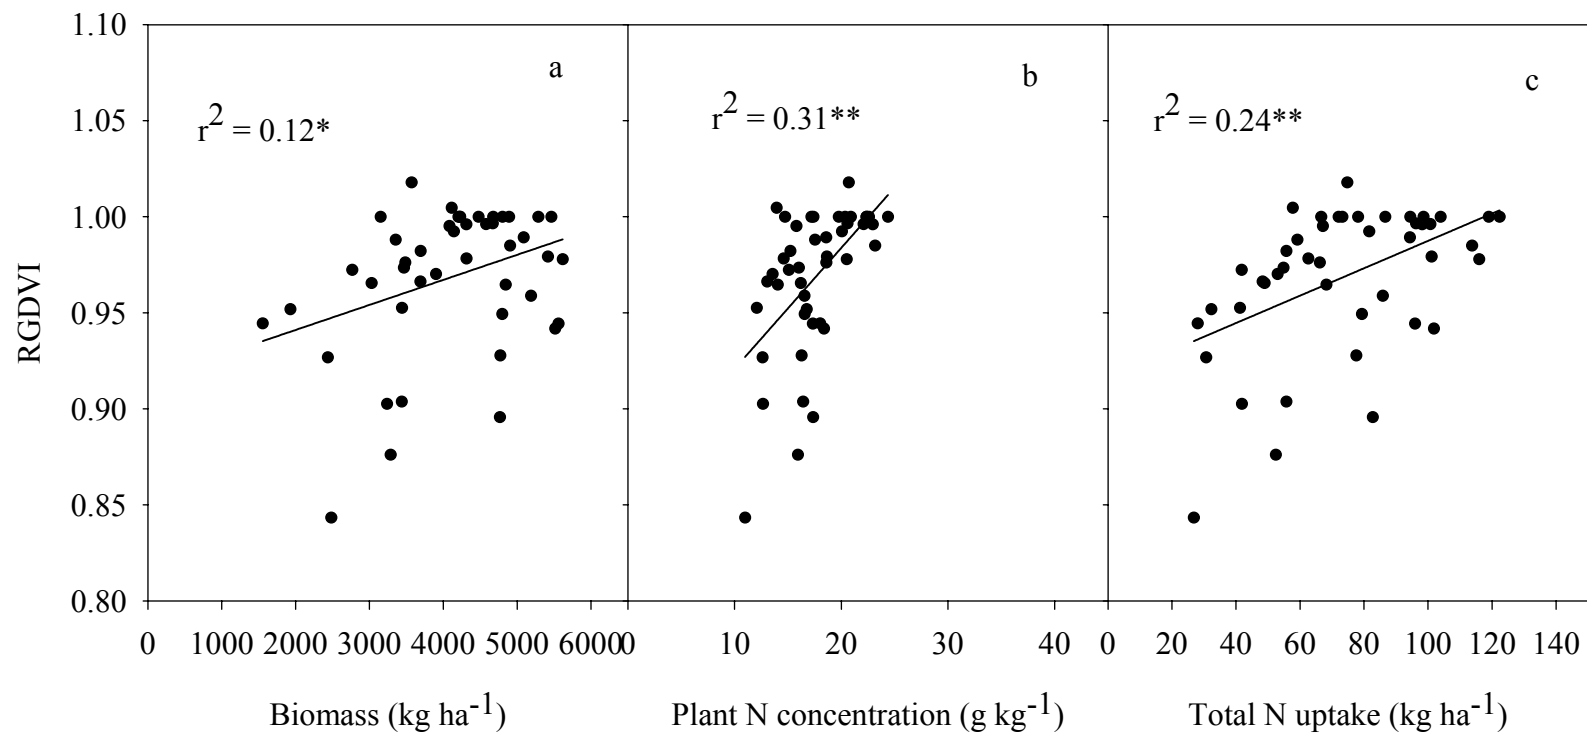 1.10
1.05
1.00
0.95
0.90
0.85
0.80
RGDVI
a
r² = 0.12*
b
r² = 0.31**
c
r² = 0.24**
0 1000 2000 3000 4000 5000 6000
0 10 20 30 40
0 20 40 60 80 100 120 140
Biomass (kg ha⁻¹)
Plant N concentration (g kg⁻¹)
Total N uptake (kg ha⁻¹)